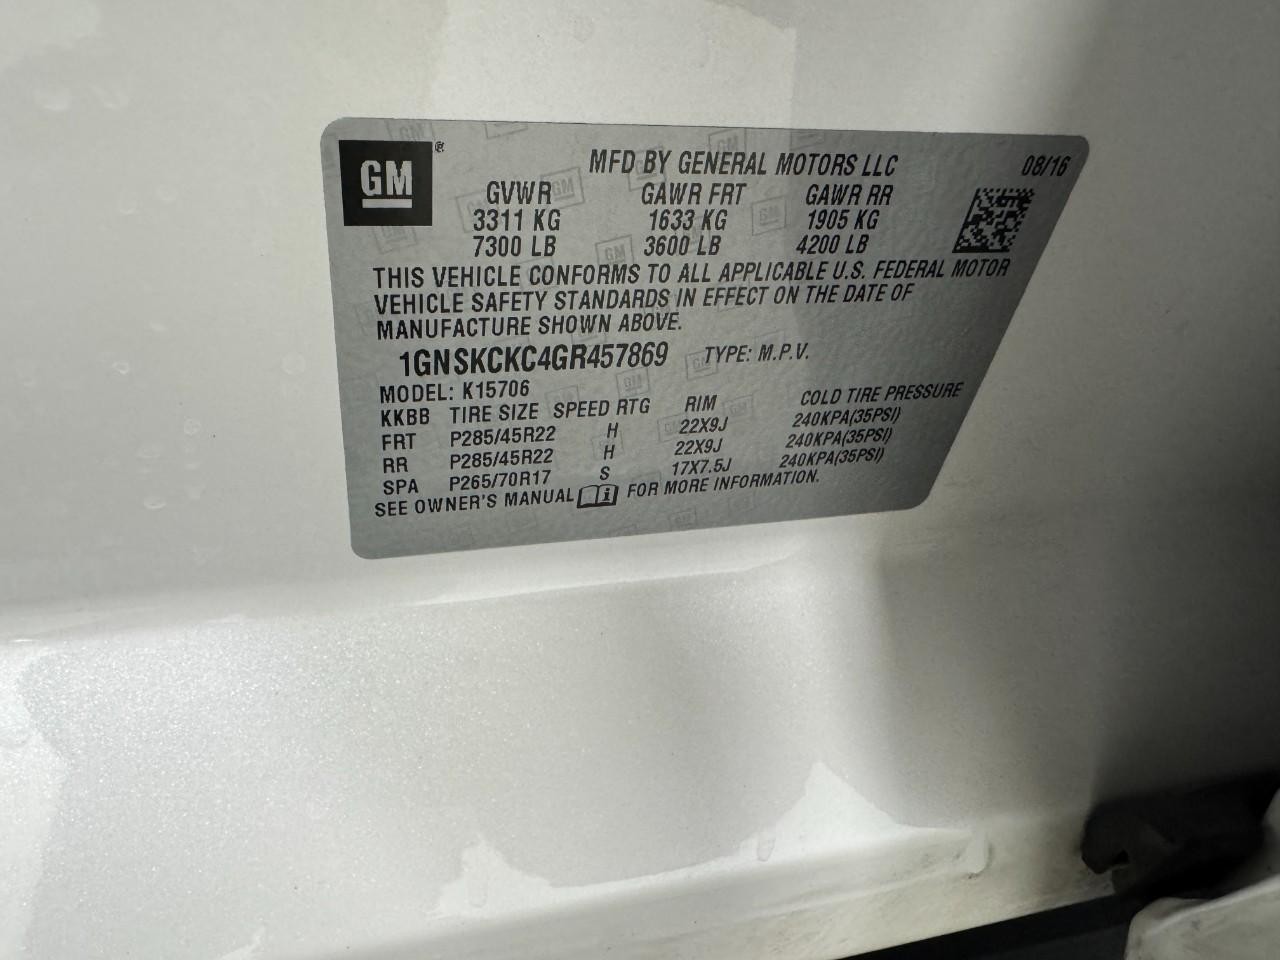 GM®
MFD BY GENERAL MOTORS LLC 08/16
GVWR GAWR FRT GAWR RR
3311 KG 1633 KG 1905 KG
7300 LB 3600 LB 4200 LB
THIS VEHICLE CONFORMS TO ALL APPLICABLE U.S. FEDERAL MOTOR
VEHICLE SAFETY STANDARDS IN EFFECT ON THE DATE OF
MANUFACTURE SHOWN ABOVE.
1GNSKCKC4GR457869 TYPE: M.P.V.
MODEL: K15706
KKBB TIRE SIZE SPEED RTG RIM COLD TIRE PRESSURE
FRT P285/45R22 H 22X9J 240KPA(35PSI)
RR P285/45R22 H 22X9J 240KPA(35PSI)
SPA P265/70R17 S 17X7.5J 240KPA(35PSI)
SEE OWNER'S MANUAL FOR MORE INFORMATION.